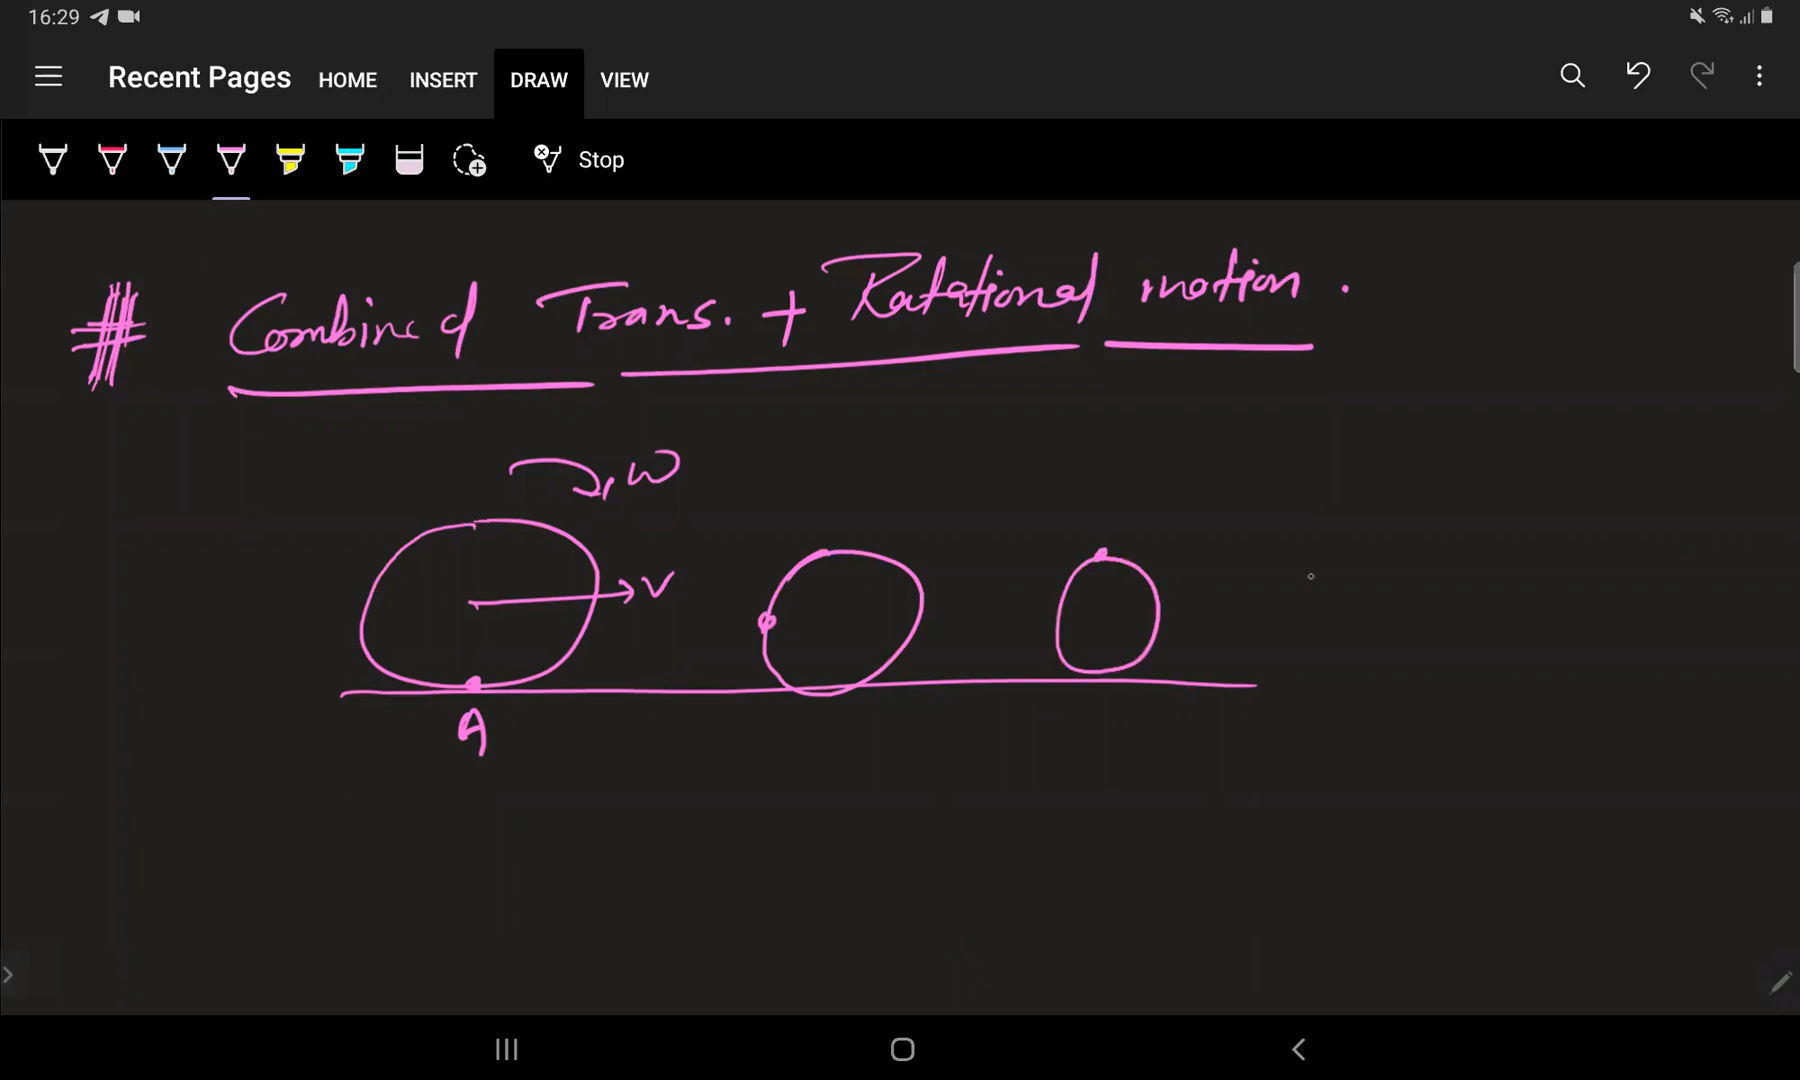 16:29
Recent Pages HOME INSERT DRAW VIEW
Stop
# Combined Trans. + Rotational motion.
ω
v
A